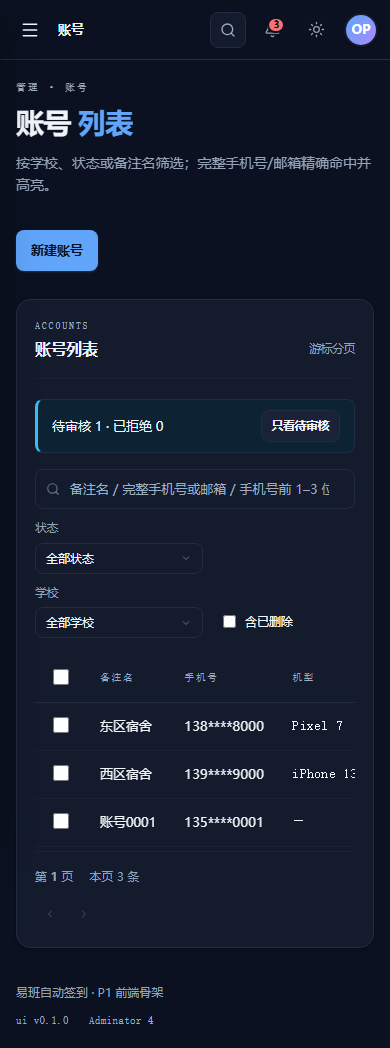 账号
3
OP
管理 • 账号
账号 列表
按学校、状态或备注名筛选；完整手机号/邮箱精确命中并
高亮。
新建账号
ACCOUNTS
账号列表
游标分页
待审核 1 · 已拒绝 0
只看待审核
备注名 / 完整手机号或邮箱 / 手机号前 1–3 位
状态
全部状态
学校
全部学校
含已删除
备注名 手机号 机型
东区宿舍 138****8000 Pixel 7
西区宿舍 139****9000 iPhone 13
账号0001 135****0001 —
第 1 页 本页 3 条
易班自动签到 · P1 前端骨架
ui v0.1.0 Adminator 4